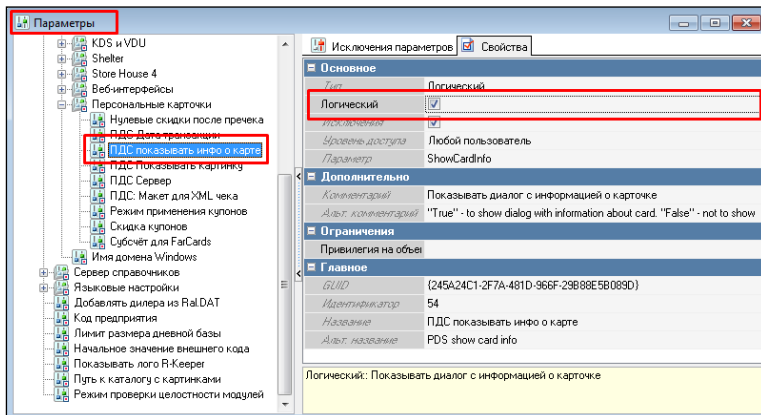 Параметры
KDS и VDU
Shelter
Store House 4
Веб-интерфейсы
Персональные карточки
Нулевые скидки после пречека
ПДС Дата транзакции
ПДС показывать инфо о карте
ПДС Показывать картинку
ПДС Сервер
ПДС: Макет для XML чека
Режим применения купонов
Скидка купонов
Субсчёт для FarCards
Имя домена Windows
Сервер справочников
Языковые настройки
Добавлять дилера из Ral.DAT
Код предприятия
Лимит размера дневной базы
Начальное значение внешнего кода
Показывать лого R-Keeper
Путь к каталогу с картинками
Режим проверки целостности модулей
Исключения параметров Свойства
Основное
Тип Логический
Логический
Исключения
Уровень доступа Любой пользователь
Параметр ShowCardInfo
Дополнительно
Комментарий Показывать диалог с информацией о карточке
Альт. комментарий "True" - to show dialog with information about card. "False" - not to show
Ограничения
Привилегия на объе
Главное
GUID {245A24C1-2F7A-481D-966F-29B88E5B089D}
Идентификатор 54
Название ПДС показывать инфо о карте
Альт. название PDS show card info
Логический:: Показывать диалог с информацией о карточке